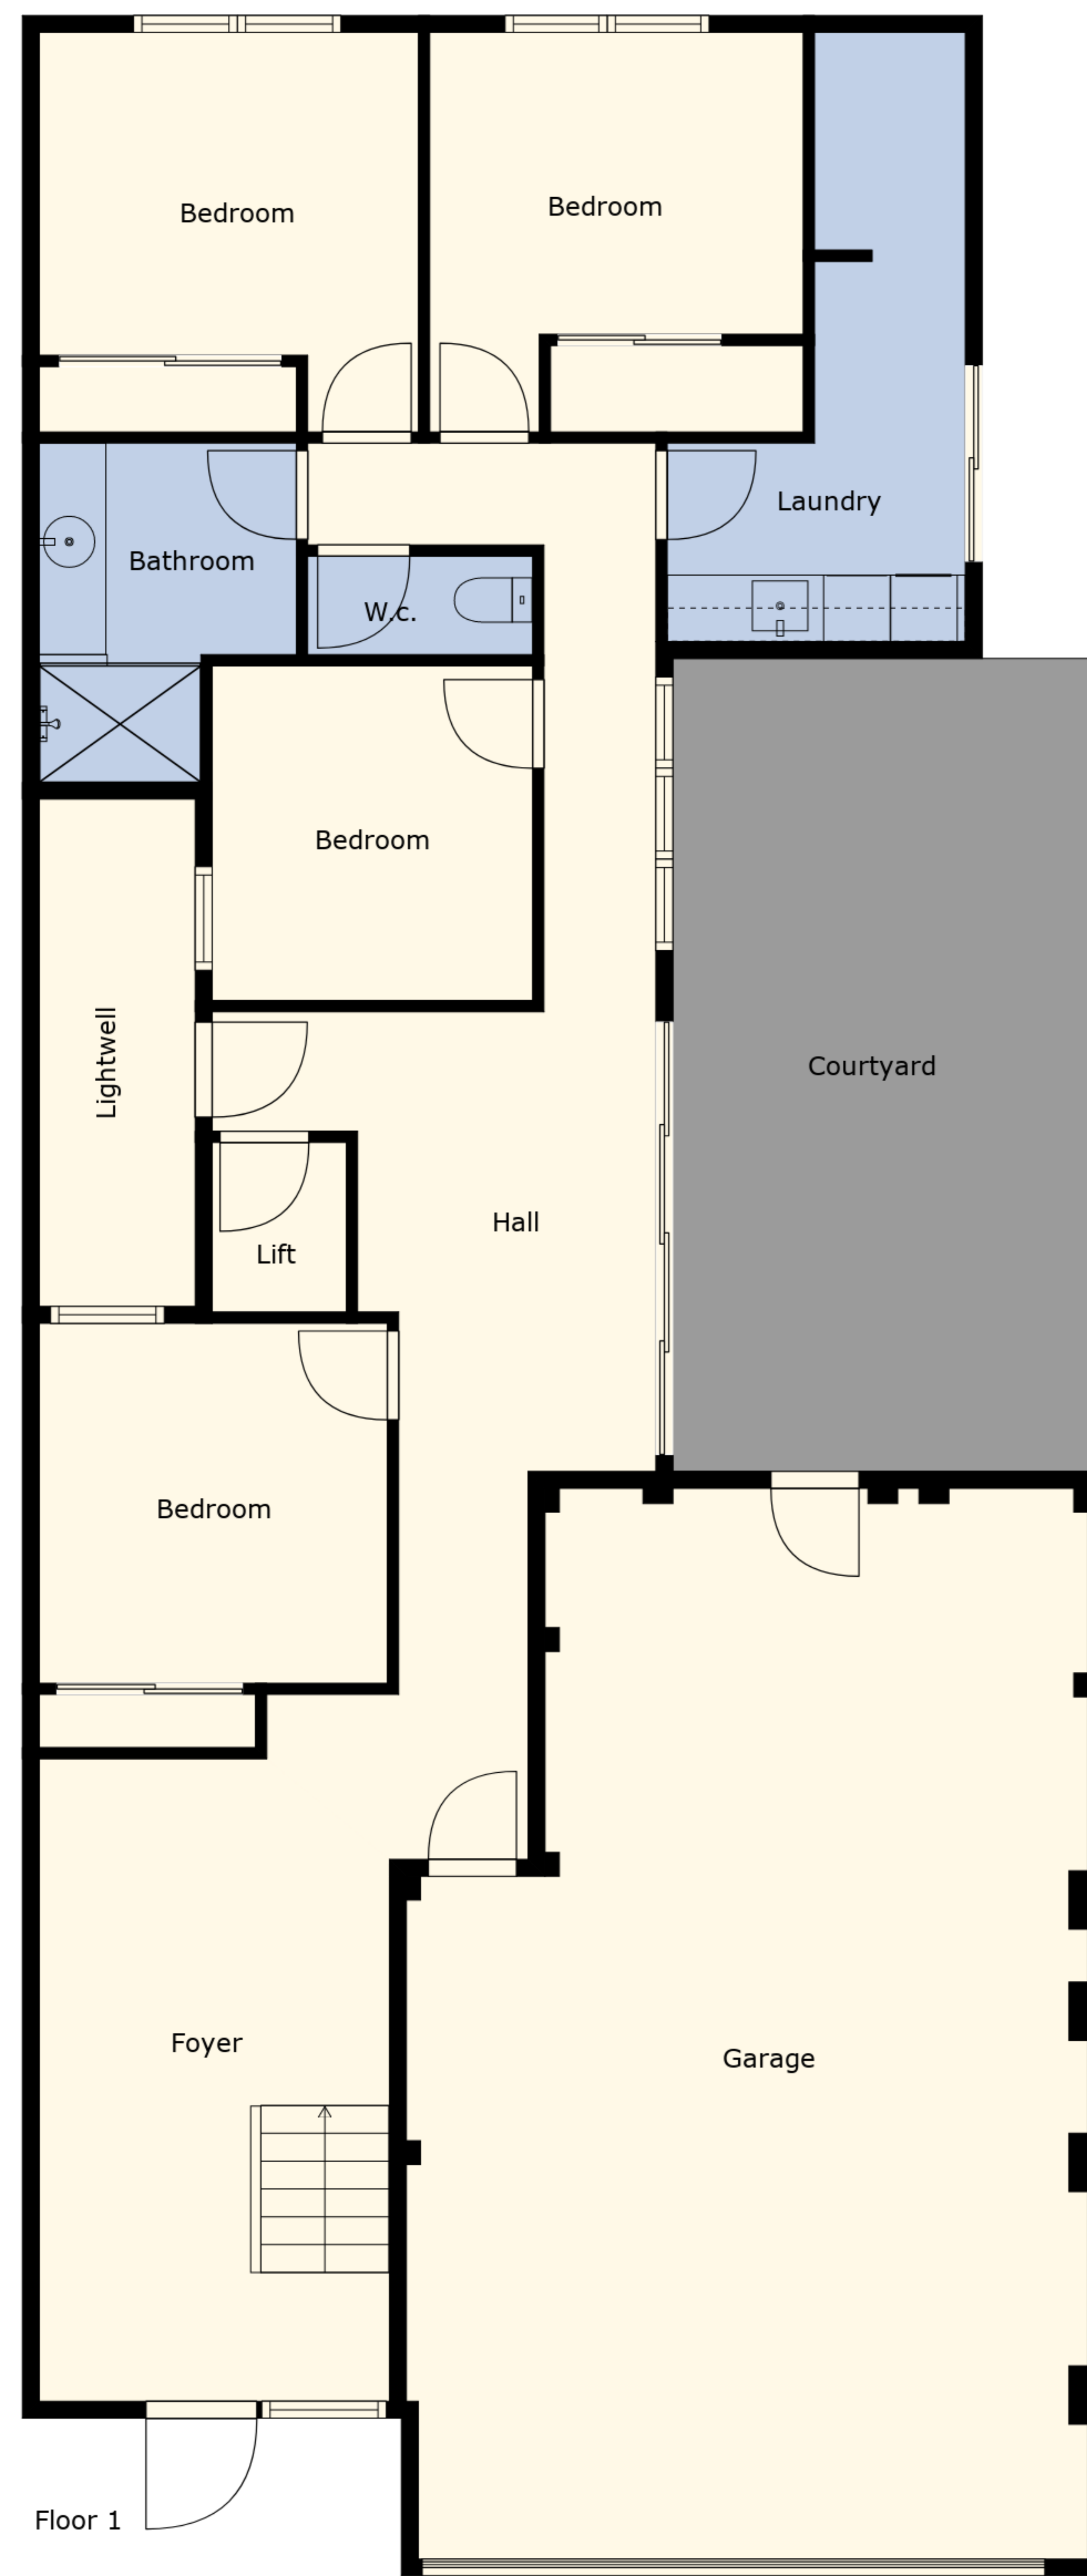 Bedroom
Bedroom
Laundry
Bathroom
W.c.
Bedroom
Lightwell
Courtyard
Hall
Lift
Bedroom
Foyer
Garage
Floor 1